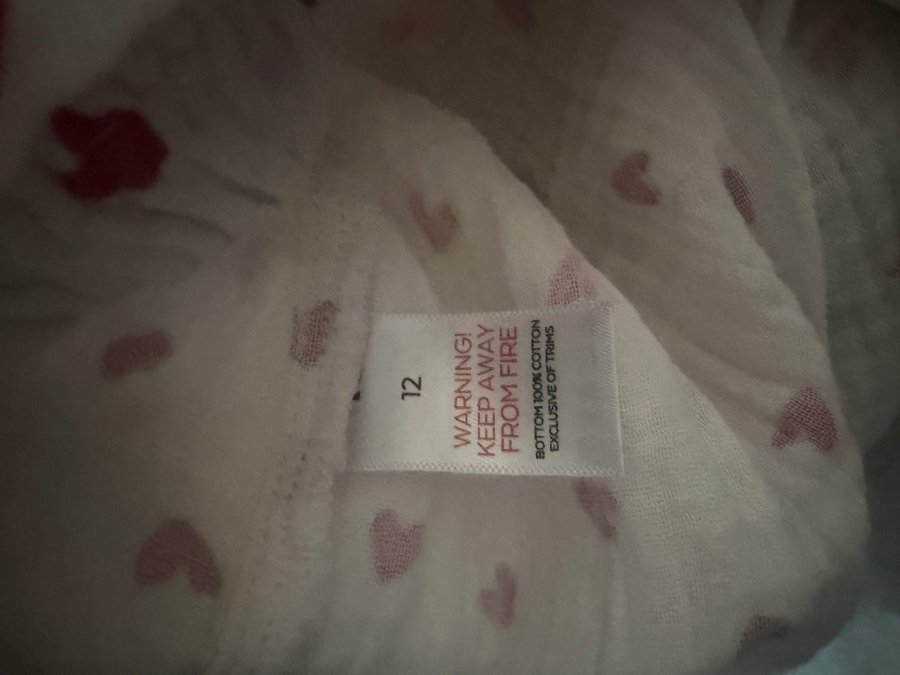 12
WARNING!
KEEP AWAY
FROM FIRE
BOTTOM 100% COTTON
EXCLUSIVE OF TRIMS